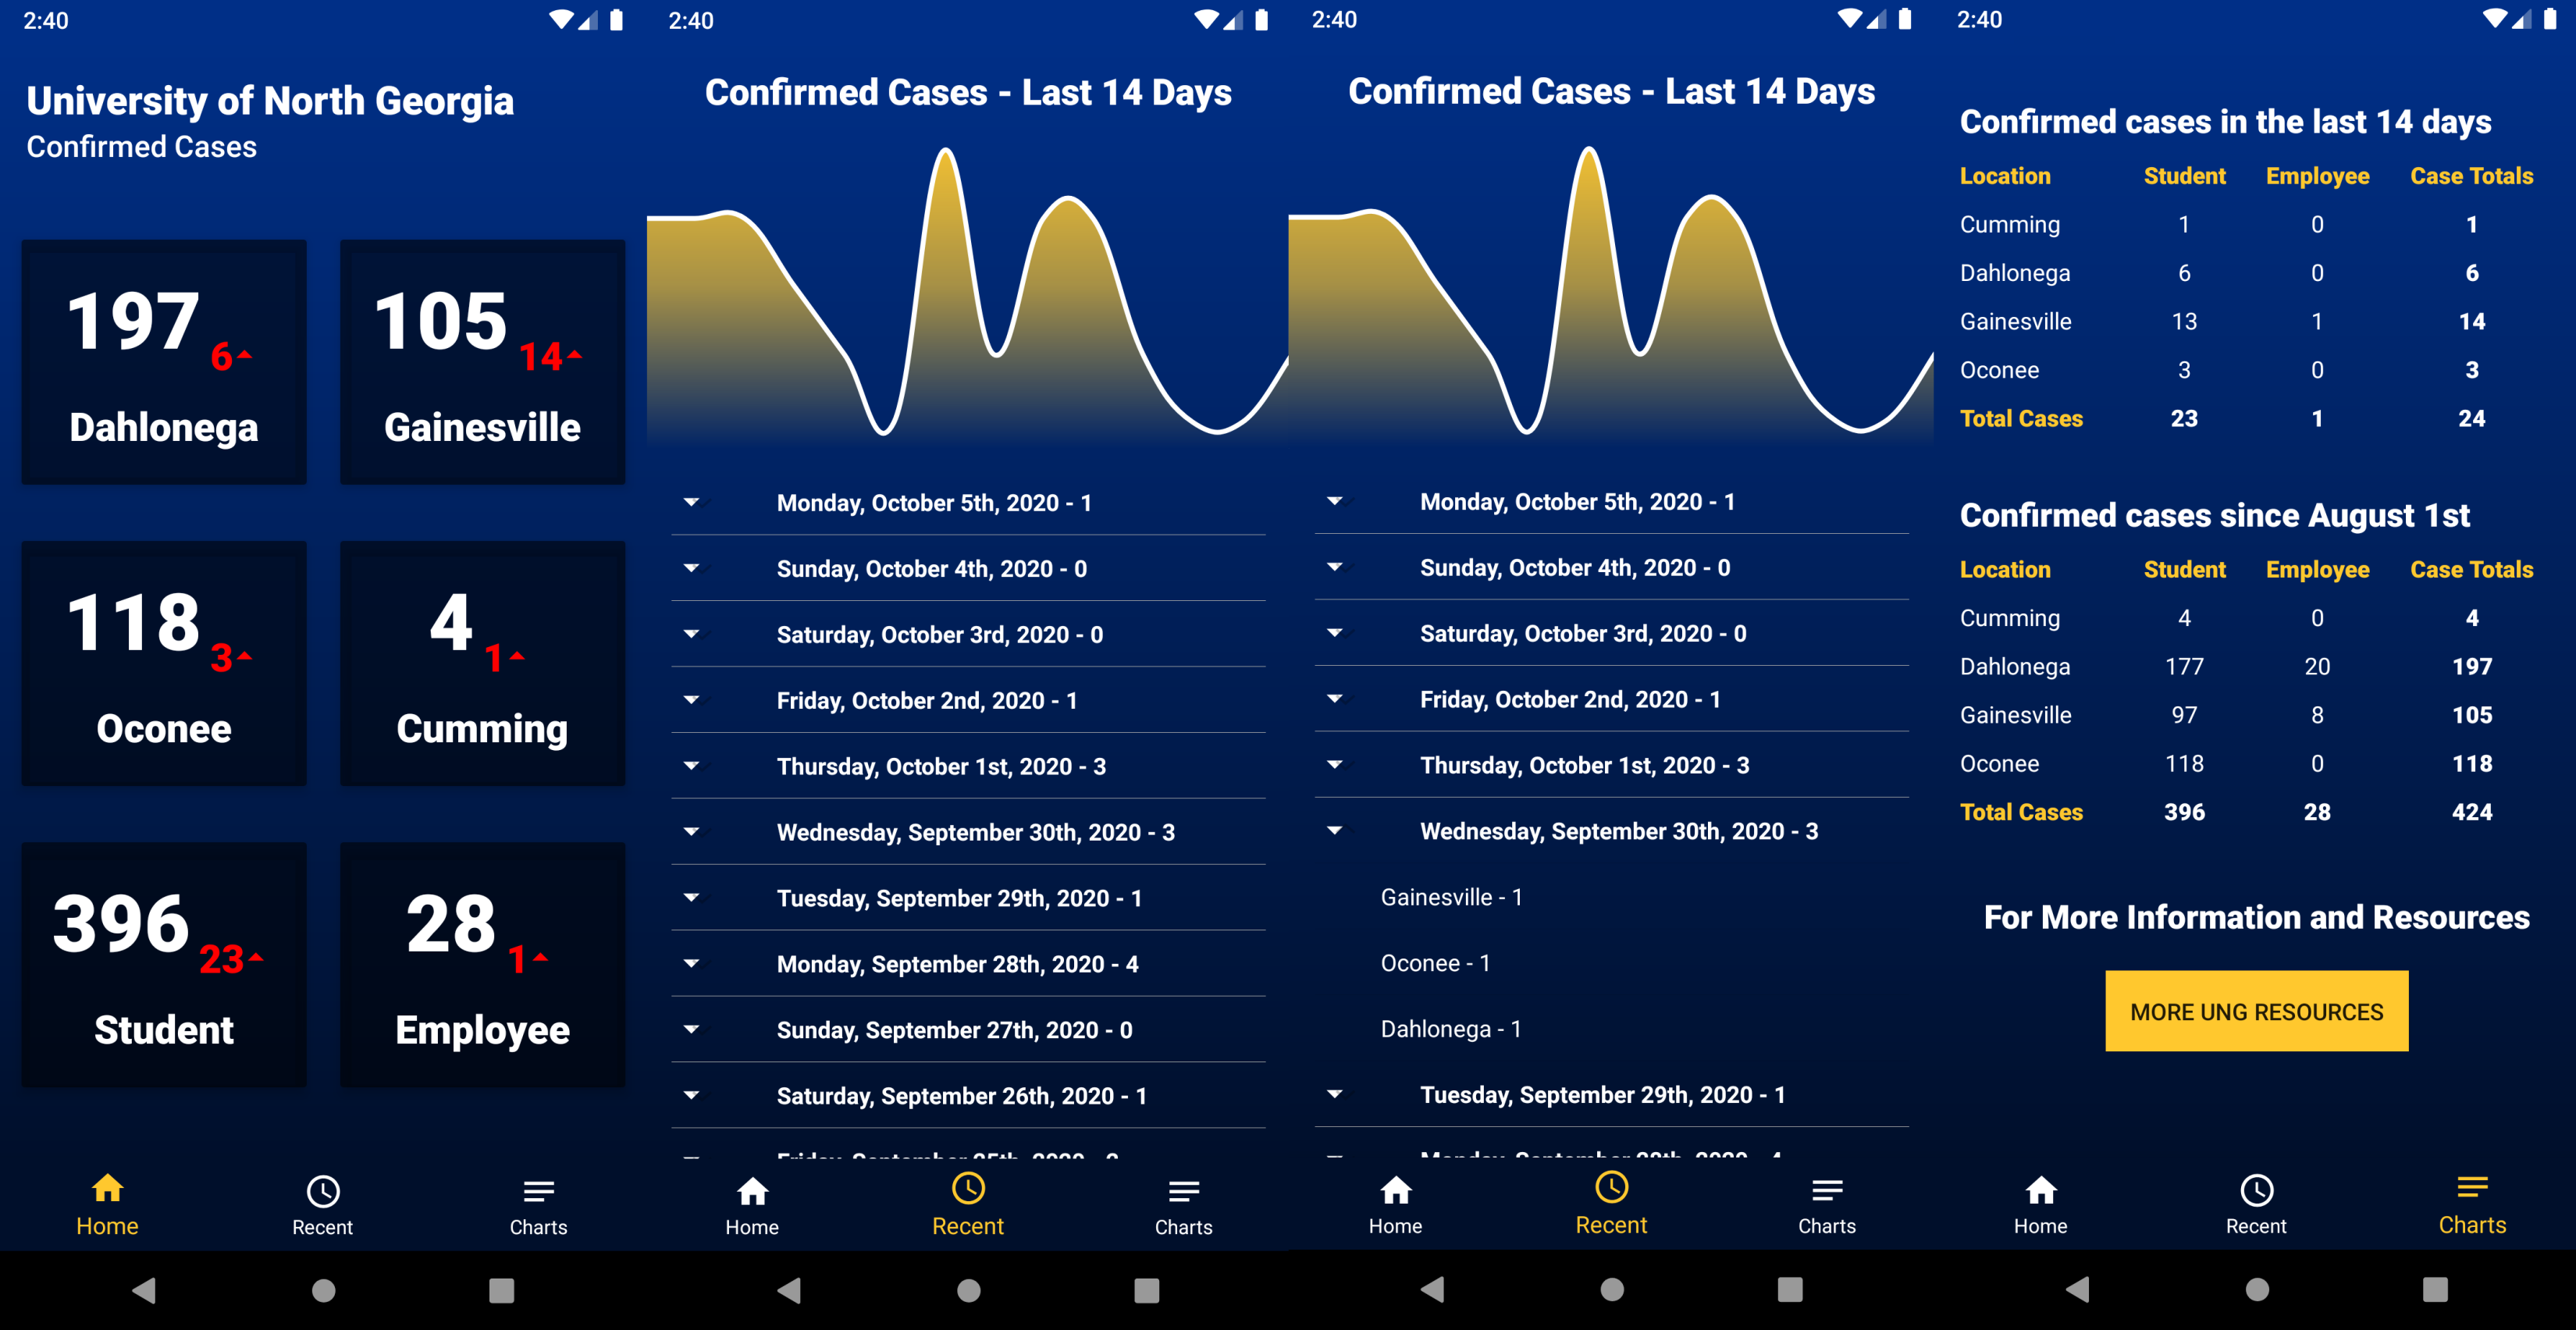 2:40
University of North Georgia
Confirmed Cases
197 6
Dahlonega
105 14
Gainesville
118 3
Oconee
4 1
Cumming
396 23
Student
28 1
Employee
Home Recent Charts
2:40
Confirmed Cases - Last 14 Days
Monday, October 5th, 2020 - 1
Sunday, October 4th, 2020 - 0
Saturday, October 3rd, 2020 - 0
Friday, October 2nd, 2020 - 1
Thursday, October 1st, 2020 - 3
Wednesday, September 30th, 2020 - 3
Tuesday, September 29th, 2020 - 1
Monday, September 28th, 2020 - 4
Sunday, September 27th, 2020 - 0
Saturday, September 26th, 2020 - 1
Friday, September 25th, 2020
Home Recent Charts
2:40
Confirmed Cases - Last 14 Days
Monday, October 5th, 2020 - 1
Sunday, October 4th, 2020 - 0
Saturday, October 3rd, 2020 - 0
Friday, October 2nd, 2020 - 1
Thursday, October 1st, 2020 - 3
Wednesday, September 30th, 2020 - 3
Gainesville - 1
Oconee - 1
Dahlonega - 1
Tuesday, September 29th, 2020 - 1
Monday, September 28th, 2020 - 4
Home Recent Charts
2:40
Confirmed cases in the last 14 days
Location Student Employee Case Totals
Cumming 1 0 1
Dahlonega 6 0 6
Gainesville 13 1 14
Oconee 3 0 3
Total Cases 23 1 24
Confirmed cases since August 1st
Location Student Employee Case Totals
Cumming 4 0 4
Dahlonega 177 20 197
Gainesville 97 8 105
Oconee 118 0 118
Total Cases 396 28 424
For More Information and Resources
MORE UNG RESOURCES
Home Recent Charts